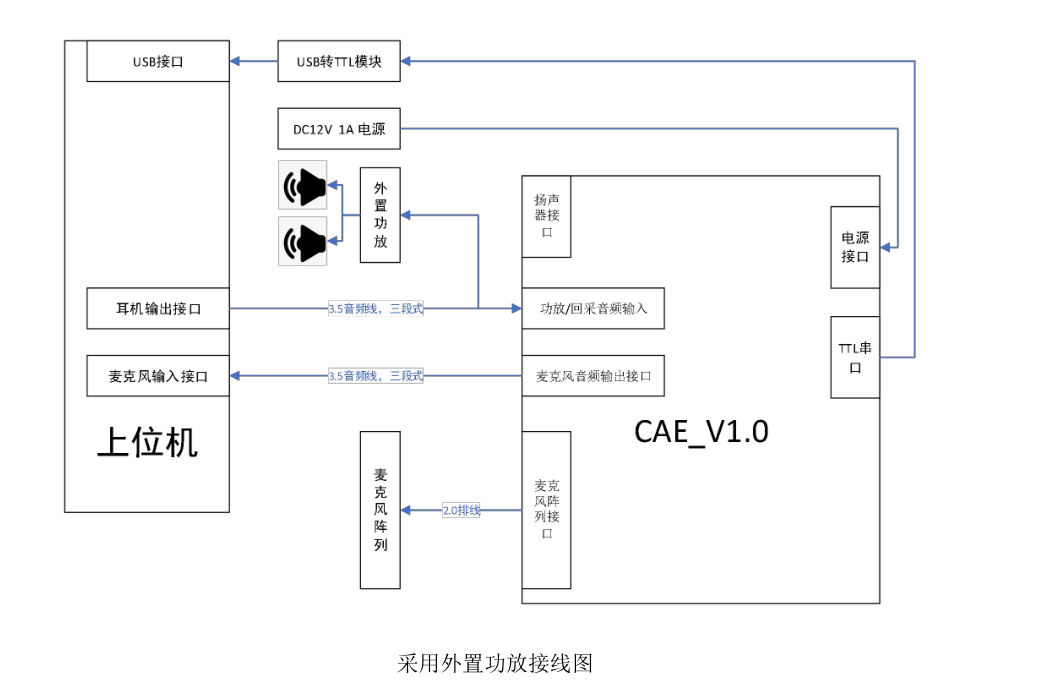 USB接口
USB转TTL模块
DC12V 1A 电源
外
置
功
放
扬声
器接
口
电源
接口
耳机输出接口
3.5音频线，三段式
功放/回采音频输入
TTL串
口
麦克风输入接口
3.5音频线，三段式
麦克风音频输出接口
上位机
CAE_V1.0
麦
克
风
阵
列
2.0排线
麦克
风阵
列接
口
采用外置功放接线图